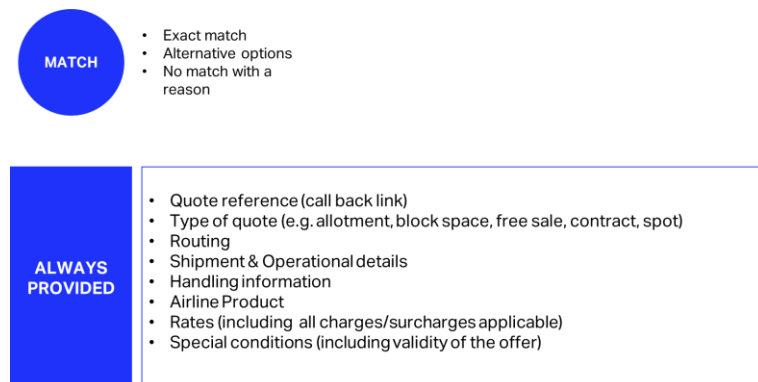 MATCH
• Exact match
• Alternative options
• No match with a
reason
ALWAYS
PROVIDED
• Quote reference (call back link)
• Type of quote (e.g. allotment, block space, free sale, contract, spot)
• Routing
• Shipment & Operational details
• Handling information
• Airline Product
• Rates (including all charges/surcharges applicable)
• Special conditions (including validity of the offer)